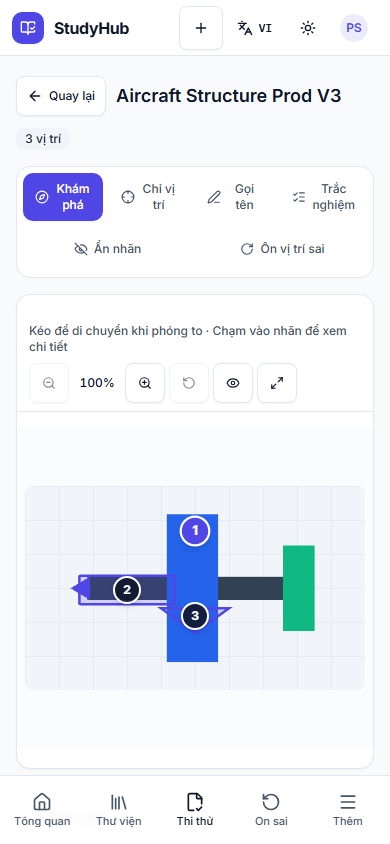 StudyHub
VI
PS
Quay lại
Aircraft Structure Prod V3
3 vị trí
Khám
phá
Chỉ vị
trí
Gọi
tên
Trắc
nghiệm
Ẩn nhãn
Ôn vị trí sai
Kéo để di chuyển khi phóng to · Chạm vào nhãn để xem
chi tiết
100%
1
2
3
Tổng quan
Thư viện
Thi thử
Ôn sai
Thêm